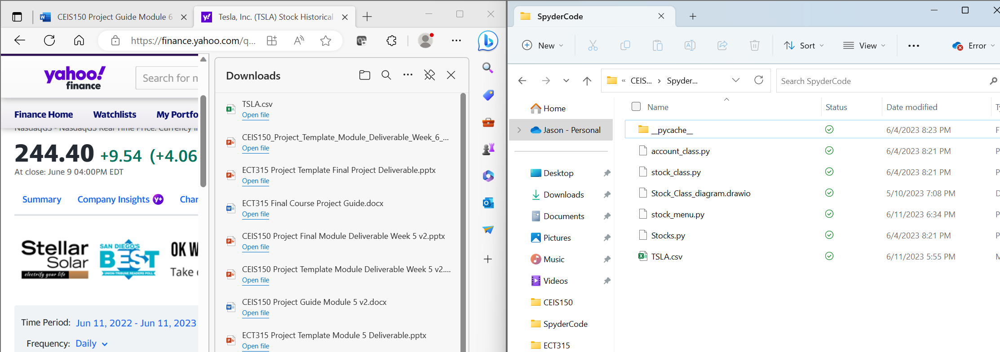 CEIS150 Project Guide Module 6
Tesla, Inc. (TSLA) Stock Historical
https://finance.yahoo.com/q...
yahoo!
finance
Search for n
Finance Home
Watchlists
My Portfo
NasdaqGS - NasdaqGS Real Time Price. Currency i
244.40 +9.54 (+4.06
At close: June 9 04:00PM EDT
Summary
Company Insights y+
Char
Stellar
Solar
electrify your life
SAN DIEGO'S
BEST
UNION-TRIBUNE READERS POLL
OK W
Take
Time Period: Jun 11, 2022 - Jun 11, 2023
Frequency: Daily
Downloads
TSLA.csv
Open file
CEIS150_Project_Template_Module_Deliverable_Week_6_...
Open file
ECT315 Project Template Final Project Deliverable.pptx
Open file
ECT315 Final Course Project Guide.docx
Open file
CEIS150 Project Final Module Deliverable Week 5 v2.pptx
Open file
CEIS150 Project Template Module Deliverable Week 5 v2....
Open file
CEIS150 Project Guide Module 5 v2.docx
Open file
ECT315 Project Template Module 5 Deliverable.pptx
Open file
SpyderCode
New
Sort
View
Error
« CEIS... › Spyder...
Search SpyderCode
Home
Jason - Personal
Desktop
Downloads
Documents
Pictures
Music
Videos
CEIS150
SpyderCode
ECT315
Name Status Date modified Ty
__pycache__ 6/4/2023 8:23 PM F
account_class.py 6/4/2023 8:21 PM P
stock_class.py 6/4/2023 8:21 PM P
Stock_Class_diagram.drawio 5/10/2023 7:08 PM D
stock_menu.py 6/11/2023 6:34 PM P
Stocks.py 6/4/2023 8:21 PM P
TSLA.csv 6/11/2023 5:55 PM M